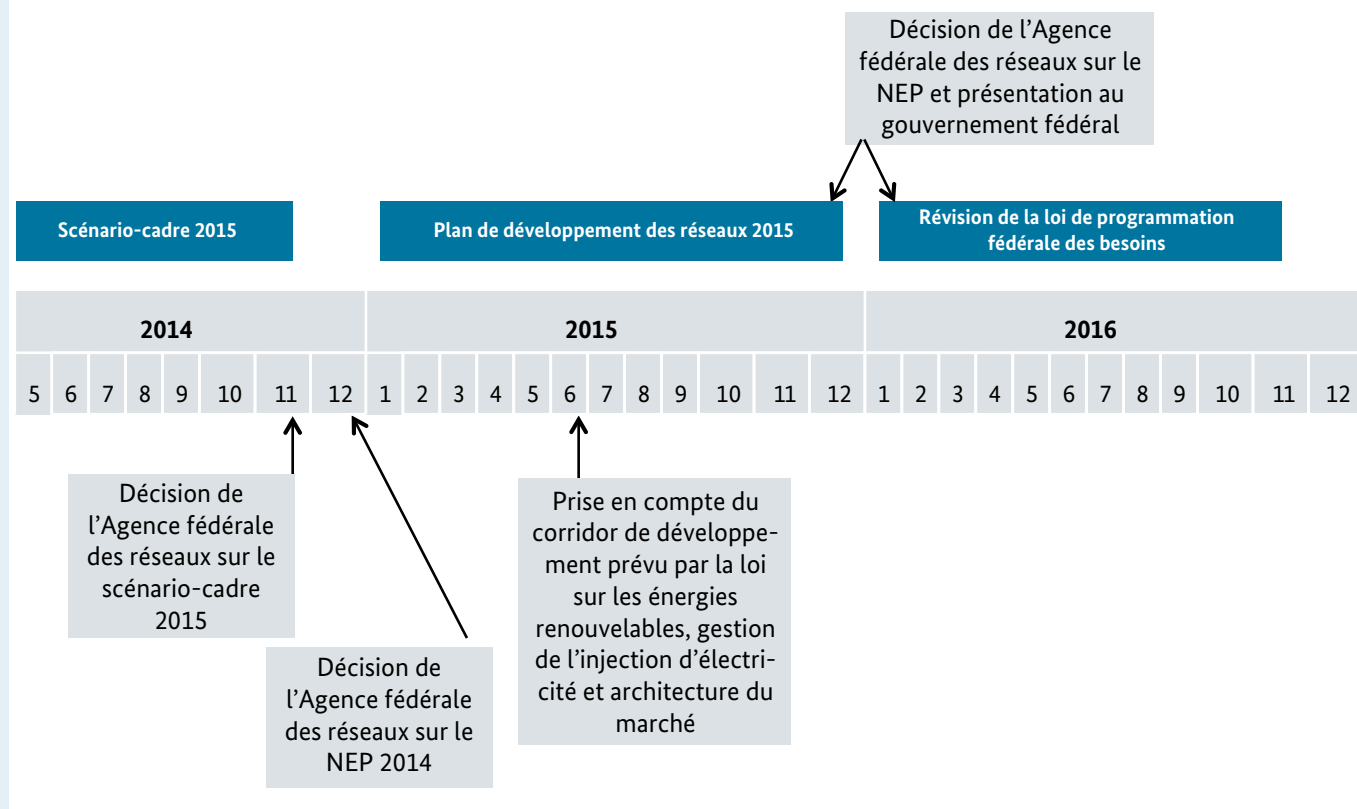 Décision de l’Agence
fédérale des réseaux sur le
NEP et présentation au
gouvernement fédéral
Scénario-cadre 2015
Plan de développement des réseaux 2015
Révision de la loi de programmation
fédérale des besoins
2014 2015 2016
5 6 7 8 9 10 11 12 1 2 3 4 5 6 7 8 9 10 11 12 1 2 3 4 5 6 7 8 9 10 11 12
Décision de
l’Agence fédérale
des réseaux sur le
scénario-cadre
2015
Décision de
l’Agence fédérale
des réseaux sur le
NEP 2014
Prise en compte du
corridor de développe-
ment prévu par la loi
sur les énergies
renouvelables, gestion
de l’injection d’électri-
cité et architecture du
marché